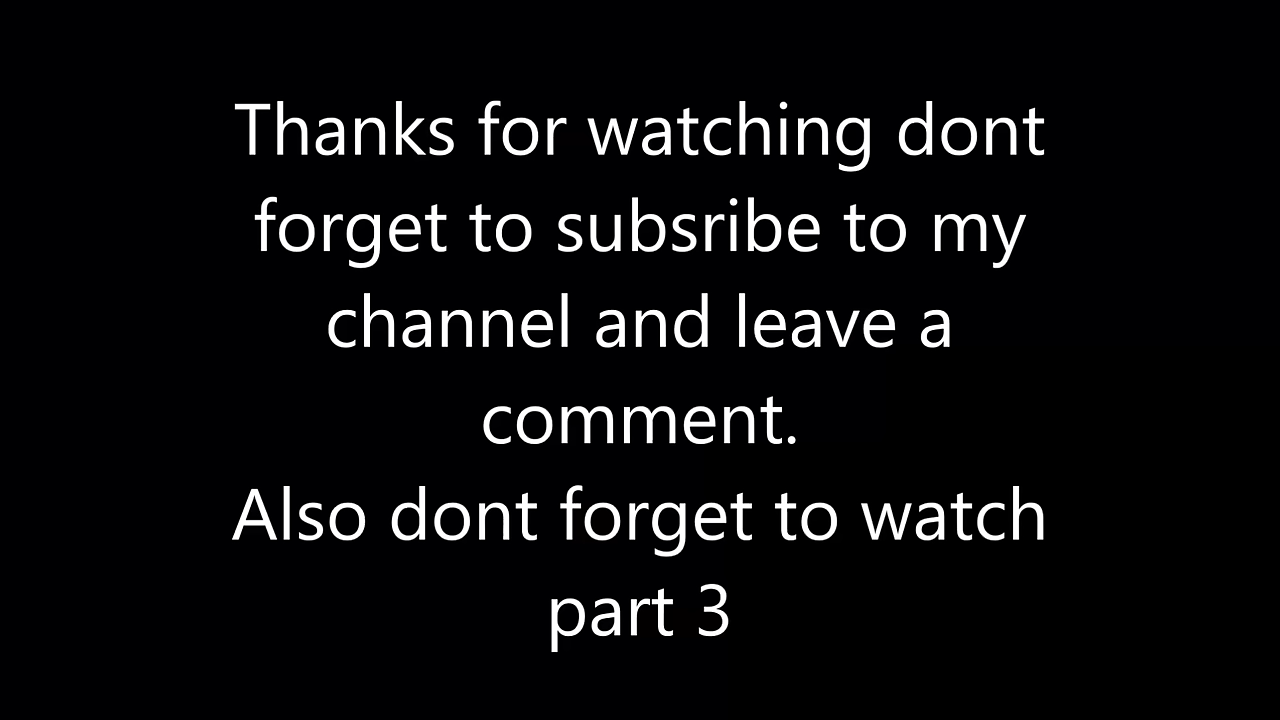 Thanks for watching dont
forget to subsribe to my
channel and leave a
comment.
Also dont forget to watch
part 3